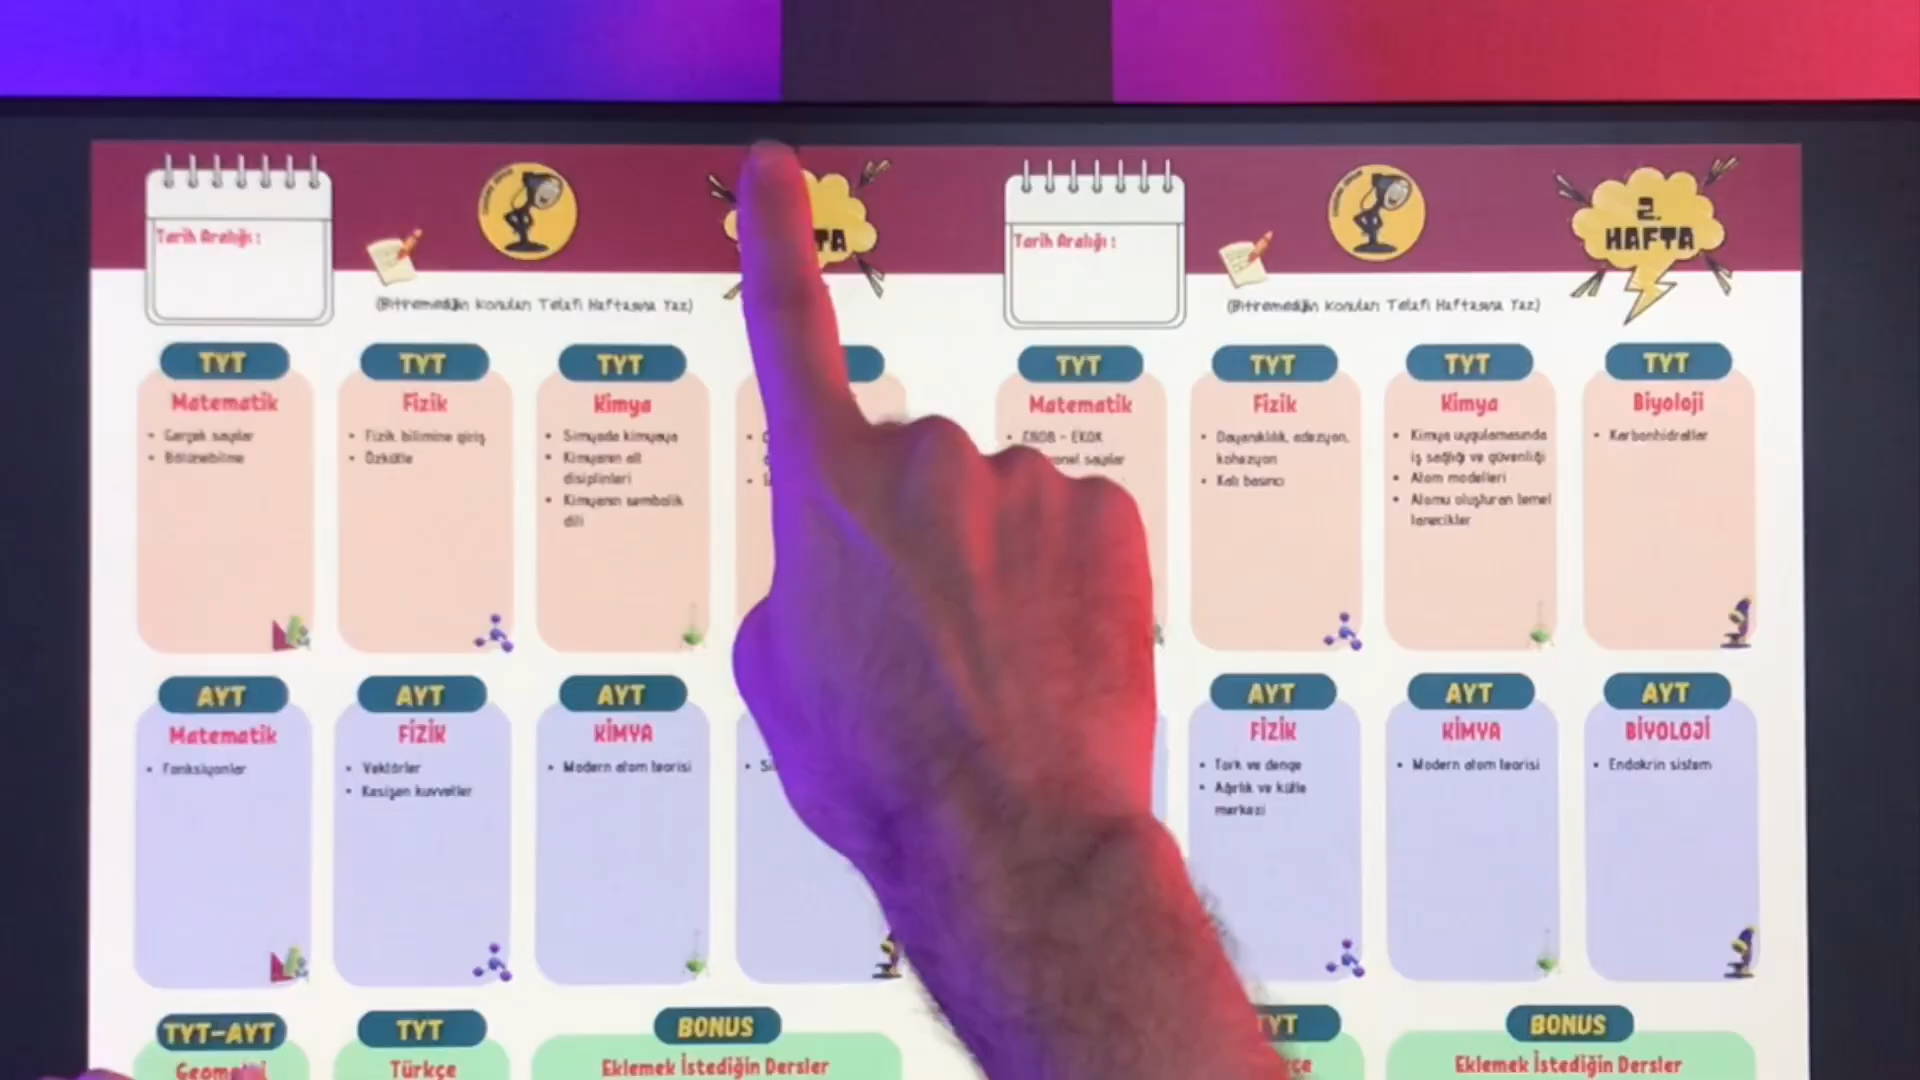 Tarih Aralığı :
(Bitiremediğin Konuları Telafi Haftasına Yaz)
TYT
Matematik
• Gerçek sayılar
• Bölünebilme
TYT
Fizik
• Fizik bilimine giriş
• Özkütle
TYT
Kimya
• Simyada kimyaya
• Kimyanın alt
disiplinleri
• Kimyanın sembolik
dili
AYT
Matematik
• Fonksiyonlar
AYT
FİZİK
• Vektörler
• Kesişen kuvvetler
AYT
KİMYA
• Modern atom teorisi
TYT-AYT
TYT
Türkçe
BONUS
Eklemek İstediğin Dersler
Tarih Aralığı :
2.
HAFTA
(Bitiremediğin Konuları Telafi Haftasına Yaz)
TYT
Matematik
• EBOB - EKOK
sayılar
TYT
Fizik
• Dayanıklılık, adezyon,
kohezyon
• Katı basıncı
TYT
Kimya
• Kimya uygulamasında
iş sağlığı ve güvenliği
• Atom modelleri
• Atomu oluşturan temel
tanecikler
TYT
Biyoloji
• Karbonhidratlar
AYT
FİZİK
• Tork ve denge
• Ağırlık ve kütle
merkezi
AYT
KİMYA
• Modern atom teorisi
AYT
BİYOLOJİ
• Endokrin sistem
TYT
BONUS
Eklemek İstediğin Dersler